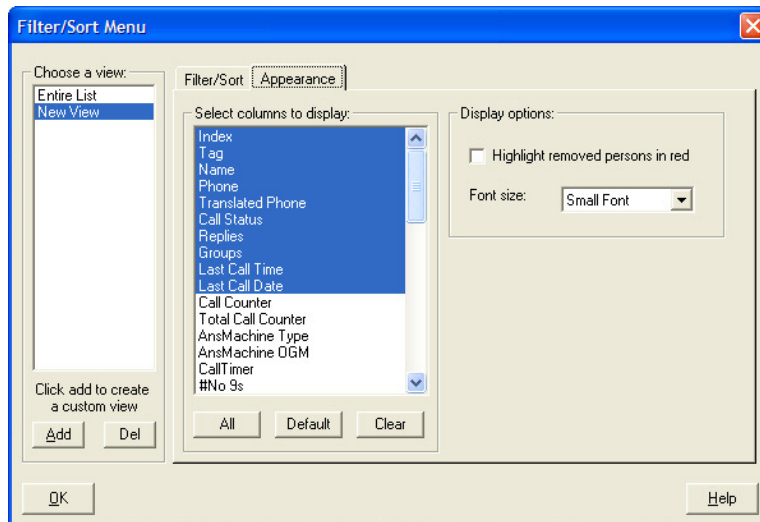 Filter/Sort Menu
Choose a view:
Entire List
New View
Click add to create
a custom view
Add
Del
Filter/Sort
Appearance
Select columns to display:
Index
Tag
Name
Phone
Translated Phone
Call Status
Replies
Groups
Last Call Time
Last Call Date
Call Counter
Total Call Counter
AnsMachine Type
AnsMachine OGM
CallTimer
#No 9s
All
Default
Clear
Display options:
Highlight removed persons in red
Font size:
Small Font
OK
Help